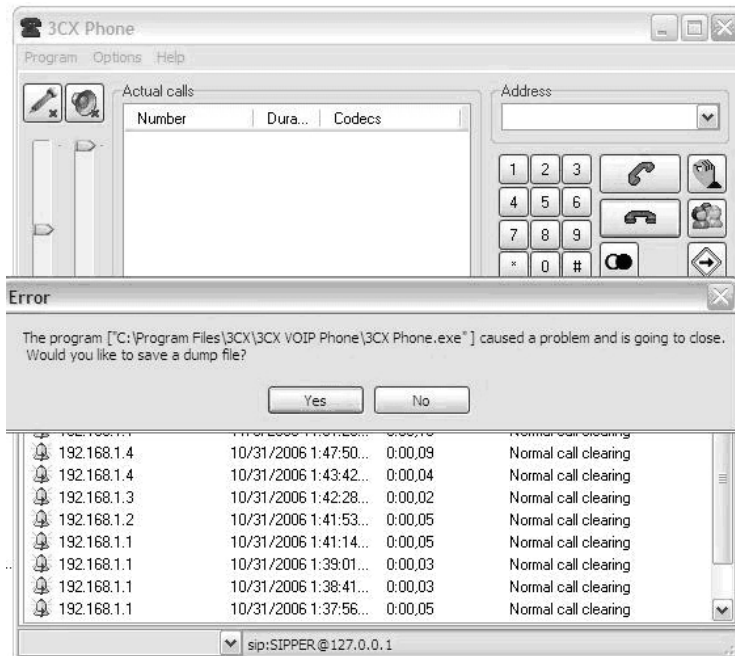 3CX Phone
Program Options Help
Actual calls
Number Dura... Codecs
Address
1 2 3
4 5 6
7 8 9
* 0 #
Error
The program ["C:\Program Files\3CX\3CX VOIP Phone\3CX Phone.exe" ] caused a problem and is going to close.
Would you like to save a dump file?
Yes No
192.168.1.4 10/31/2006 1:47:50... 0:00,09 Normal call clearing
192.168.1.4 10/31/2006 1:43:42... 0:00,04 Normal call clearing
192.168.1.3 10/31/2006 1:42:28... 0:00,02 Normal call clearing
192.168.1.2 10/31/2006 1:41:53... 0:00,05 Normal call clearing
192.168.1.1 10/31/2006 1:41:14... 0:00,05 Normal call clearing
192.168.1.1 10/31/2006 1:39:01... 0:00,03 Normal call clearing
192.168.1.1 10/31/2006 1:38:41... 0:00,03 Normal call clearing
192.168.1.1 10/31/2006 1:37:56... 0:00,05 Normal call clearing
sip:SIPPER@127.0.0.1